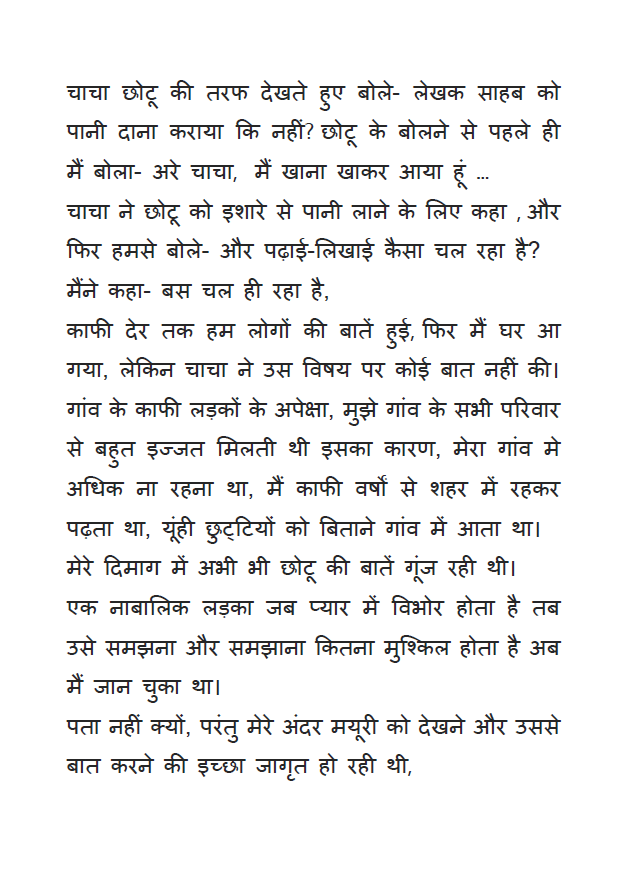 चाचा छोटू की तरफ देखते हुए बोले- लेखक साहब को
पानी दाना कराया कि नहीं? छोटू के बोलने से पहले ही
मैं बोला- अरे चाचा, मैं खाना खाकर आया हूं ...
चाचा ने छोटू को इशारे से पानी लाने के लिए कहा , और
फिर हमसे बोले- और पढ़ाई-लिखाई कैसा चल रहा है?
मैंने कहा- बस चल ही रहा है,
काफी देर तक हम लोगों की बातें हुई, फिर मैं घर आ
गया, लेकिन चाचा ने उस विषय पर कोई बात नहीं की।
गांव के काफी लड़कों के अपेक्षा, मुझे गांव के सभी परिवार
से बहुत इज्जत मिलती थी इसका कारण, मेरा गांव मे
अधिक ना रहना था, मैं काफी वर्षों से शहर में रहकर
पढ़ता था, यूंही छुट्टियों को बिताने गांव में आता था।
मेरे दिमाग में अभी भी छोटू की बातें गूंज रही थी।
एक नाबालिक लड़का जब प्यार में विभोर होता है तब
उसे समझना और समझाना कितना मुश्किल होता है अब
मैं जान चुका था।
पता नहीं क्यों, परंतु मेरे अंदर मयूरी को देखने और उससे
बात करने की इच्छा जागृत हो रही थी,